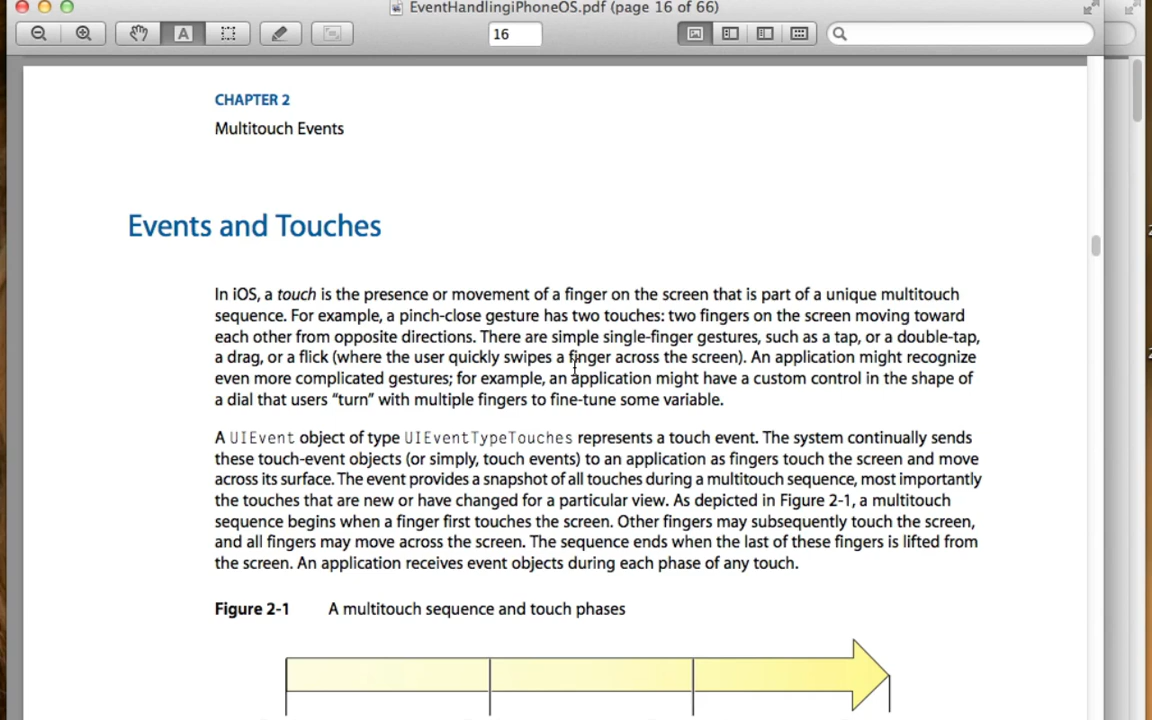 EventHandlingiPhoneOS.pdf (page 16 of 66)
16
CHAPTER 2
Multitouch Events
Events and Touches
In iOS, a touch is the presence or movement of a finger on the screen that is part of a unique multitouch
sequence. For example, a pinch-close gesture has two touches: two fingers on the screen moving toward
each other from opposite directions. There are simple single-finger gestures, such as a tap, or a double-tap,
a drag, or a flick (where the user quickly swipes a finger across the screen). An application might recognize
even more complicated gestures; for example, an application might have a custom control in the shape of
a dial that users “turn” with multiple fingers to fine-tune some variable.
A UIEvent object of type UIEventTypeTouches represents a touch event. The system continually sends
these touch-event objects (or simply, touch events) to an application as fingers touch the screen and move
across its surface. The event provides a snapshot of all touches during a multitouch sequence, most importantly
the touches that are new or have changed for a particular view. As depicted in Figure 2-1, a multitouch
sequence begins when a finger first touches the screen. Other fingers may subsequently touch the screen,
and all fingers may move across the screen. The sequence ends when the last of these fingers is lifted from
the screen. An application receives event objects during each phase of any touch.
Figure 2-1 A multitouch sequence and touch phases